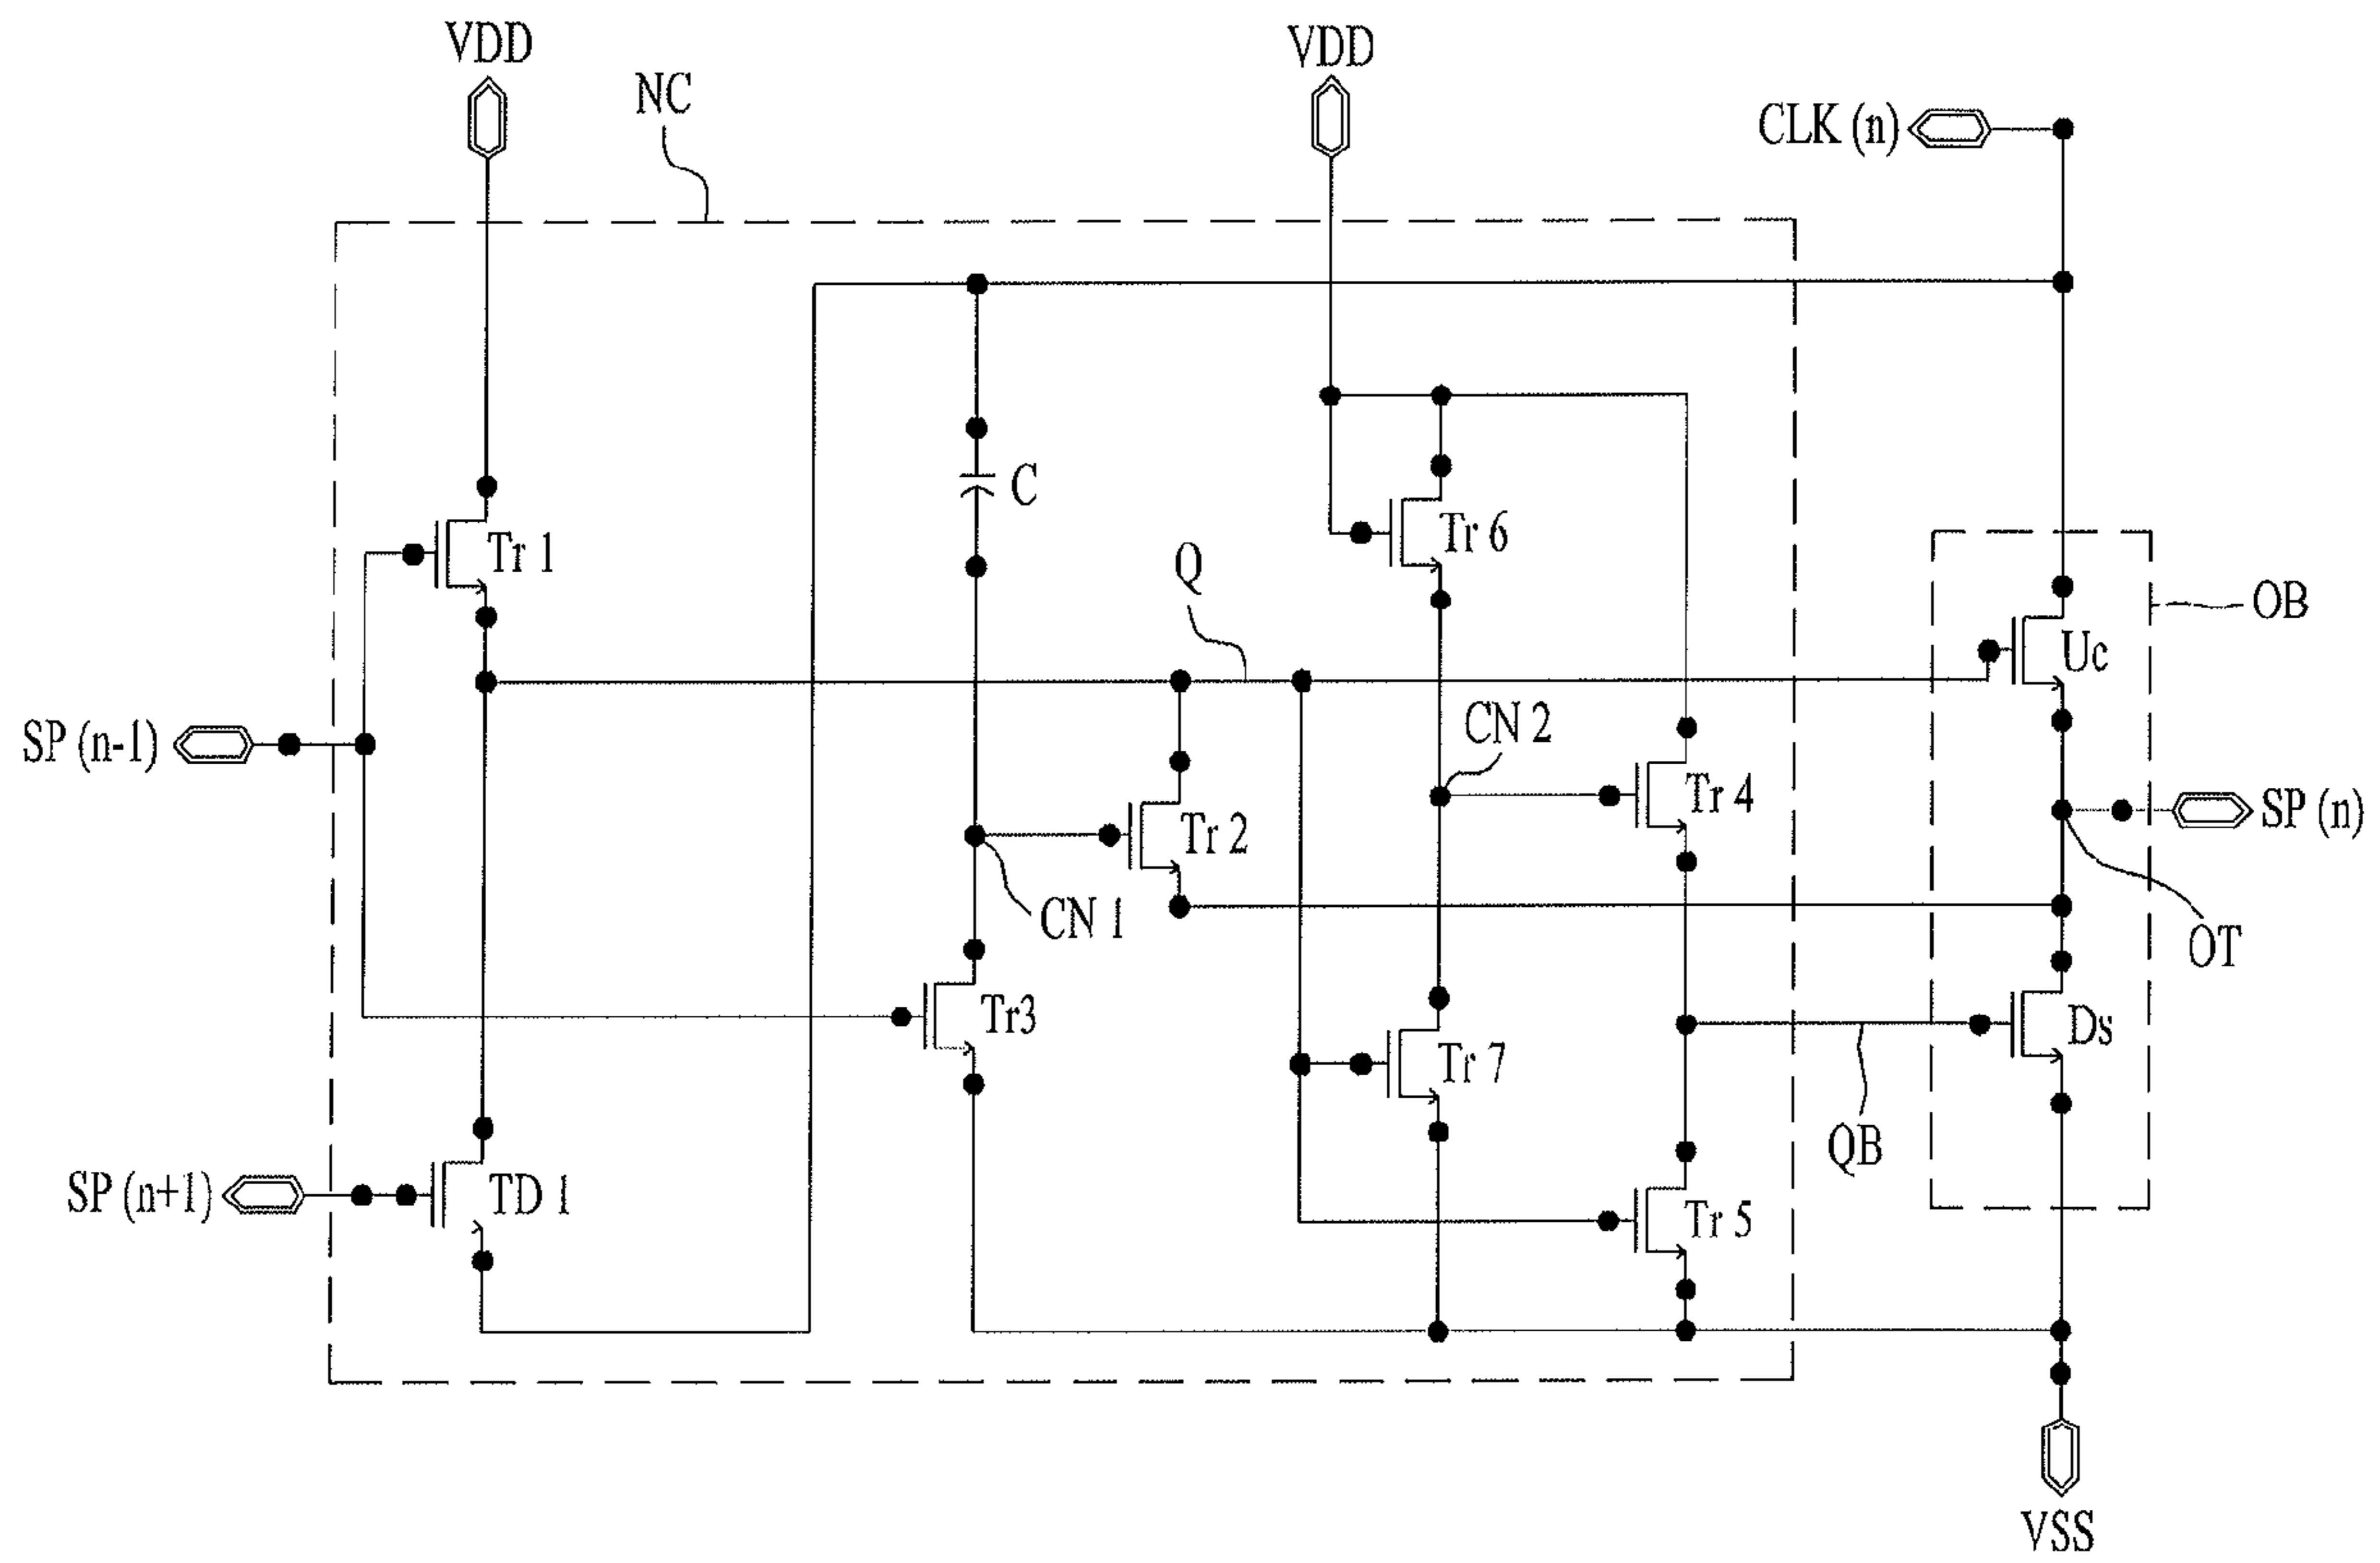 VDD
VDD
NC
CLK (n)
C
Tr 1
Tr 6
Q
OB
Uc
SP (n-1)
CN 2
Tr 4
SP (n)
Tr 2
CN 1
OT
Tr3
Ds
Tr 7
QB
SP (n+1)
TD 1
Tr 5
VSS